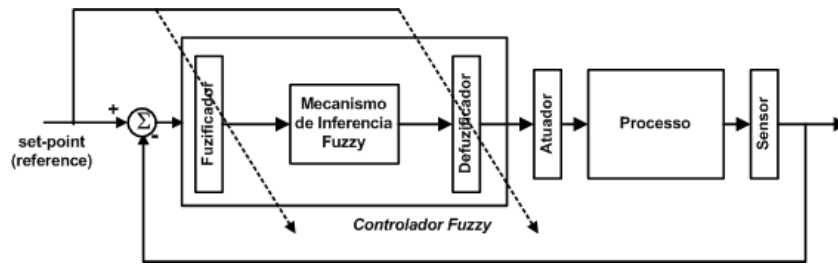 +
Σ
-
set-point
(reference)
Fuzificador
Mecanismo
de Inferencia
Fuzzy
Defuzificador
Atuador
Processo
Sensor
Controlador Fuzzy